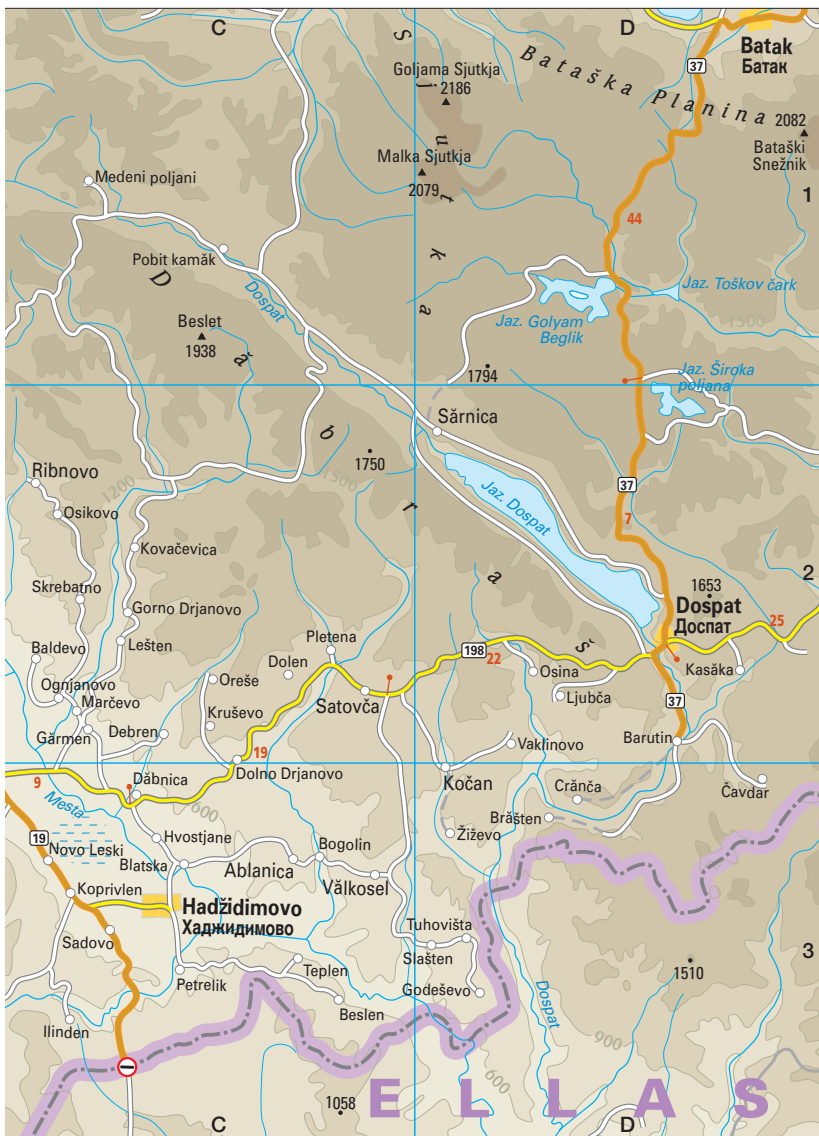 C
D
Batak
Батак
37
Goljama Sjutkja
2186
Bataška Planina
2082
Bataški
Snežnik
Malka Sjutkja
2079
Sjutka
1
Medeni poljani
44
Pobit kamăk
Dospat
Jaz. Toškov čark
Jaz. Golyam
Beglik
1500
Beslet
1938
Dăbraš
1794
Jaz. Široka
poljana
Sărnica
1750
1500
Ribnovo
1200
Osikovo
Jaz. Dospat
37
7
Kovačevica
2
Skrebatno
1653
Gorno Drjanovo
Dospat
Доспат
25
Baldevo
Lešten
Pletena
198
22
Dolen
Oreše
Osina
Kasăka
Ognjanovo
Marčevo
Satovča
Ljubča
37
Kruševo
Gărmen
Debren
Vaklinovo
Barutin
19
9
Dăbnica
Dolno Drjanovo
Kočan
Crănča
Čavdar
Mesta
600
Brăšten
19
Hvostjane
Žiževo
Novo Leski
Blatska
Ablanica
Bogolin
Vălkosel
Koprivlen
Hadžidimovo
Хаджидимово
Tuhovišta
Sadovo
Slašten
3
Petrelik
Teplen
1510
Godeševo
Beslen
Dospat
Ilinden
900
600
1058
ELLAS
C
D